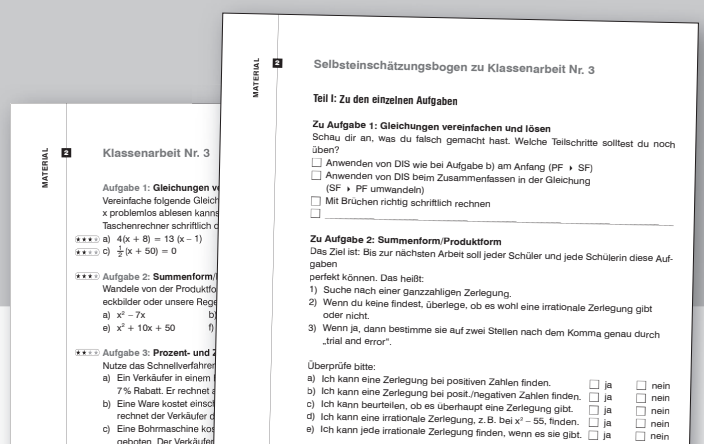 MATERIAL
2
Klassenarbeit Nr. 3
Aufgabe 1: Gleichungen
Vereinfache folgende
x problemlos ablesen
Taschenrechner schriftlich
a) 4(x + 8) = 13 (x – 1)
c) ½(x + 50) = 0
Aufgabe 2: Summenform/
Wandele von der
eckbilder oder unsere
a) x² – 7x b)
e) x² + 10x + 50 f)
Aufgabe 3: Prozent- und
Nutze das Schnellverfahren
a) Ein Verkäufer in einem
7% Rabatt. Er rechnet
b) Eine Ware kostet
rechnet der Verkäufer
c) Eine Bohrmaschine
geboten. Der Verkäufer
MATERIAL
2
Selbsteinschätzungsbogen zu Klassenarbeit Nr. 3
Teil I: Zu den einzelnen Aufgaben
Zu Aufgabe 1: Gleichungen vereinfachen und lösen
Schau dir an, was du falsch gemacht hast. Welche Teilschritte solltest du noch
üben?
Anwenden von DIS wie bei Aufgabe b) am Anfang (PF ▸ SF)
Anwenden von DIS beim Zusammenfassen in der Gleichung
(SF ▸ PF umwandeln)
Mit Brüchen richtig schriftlich rechnen
Zu Aufgabe 2: Summenform/Produktform
Das Ziel ist: Bis zur nächsten Arbeit soll jeder Schüler und jede Schülerin diese Auf-
gaben
perfekt können. Das heißt:
1) Suche nach einer ganzzahligen Zerlegung.
2) Wenn du keine findest, überlege, ob es wohl eine irrationale Zerlegung gibt
oder nicht.
3) Wenn ja, dann bestimme sie auf zwei Stellen nach dem Komma genau durch
„trial and error".
Überprüfe bitte:
a) Ich kann eine Zerlegung bei positiven Zahlen finden. ja nein
b) Ich kann eine Zerlegung bei posit./negativen Zahlen finden. ja nein
c) Ich kann beurteilen, ob es überhaupt eine Zerlegung gibt. ja nein
d) Ich kann eine irrationale Zerlegung, z. B. bei x² – 55, finden. ja nein
e) Ich kann jede irrationale Zerlegung finden, wenn es sie gibt. ja nein